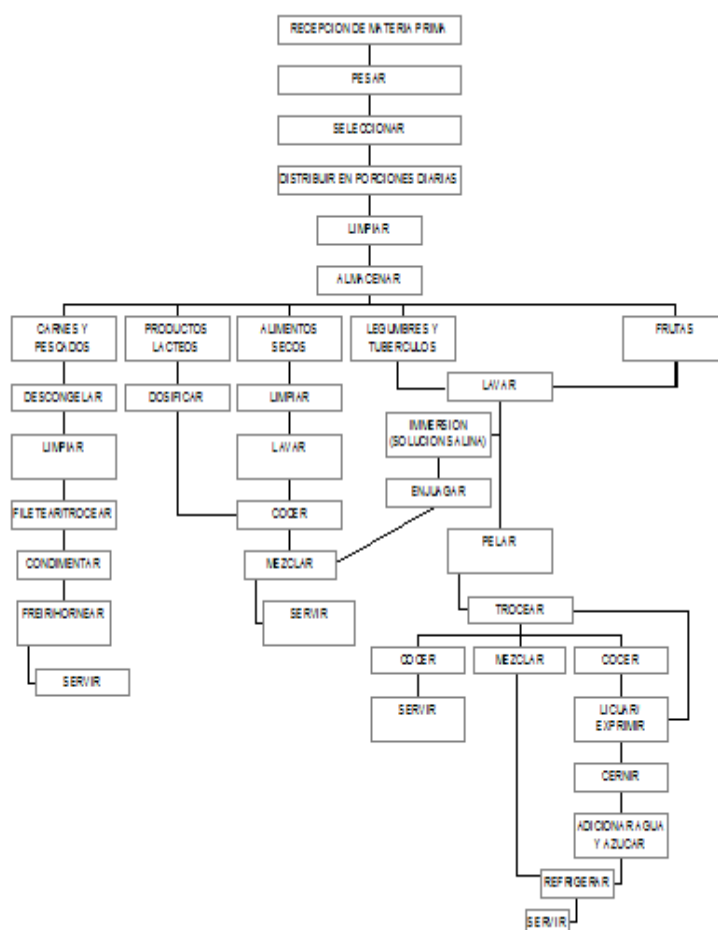 RECEPCION DE MATERIA PRIMA
PESAR
SELECCIONAR
DISTRIBUIR EN PORCIONES DIARIAS
LIMPIAR
ALMACENAR
CARNES Y
PESCADOS
PRODUCTOS
LACTEOS
ALIMENTOS
SECOS
LEGUMBRES Y
TUBERCULOS
FRUTAS
LAVAR
DESCONGELAR
DOSIFICAR
LIMPIAR
INMERSION
(SOLUCION SALINA)
LIMPIAR
LAVAR
ENJUAGAR
FILETEAR/TROCEAR
COCER
PELAR
CONDIMENTAR
MEZCLAR
FREIR/HORNEAR
SERVIR
TROCEAR
SERVIR
COCER
MEZCLAR
COCER
SERVIR
LICUAR/
EXPRIMIR
CERNIR
ADICIONAR AGUA
Y AZUCAR
REFRIGERAR
SERVIR